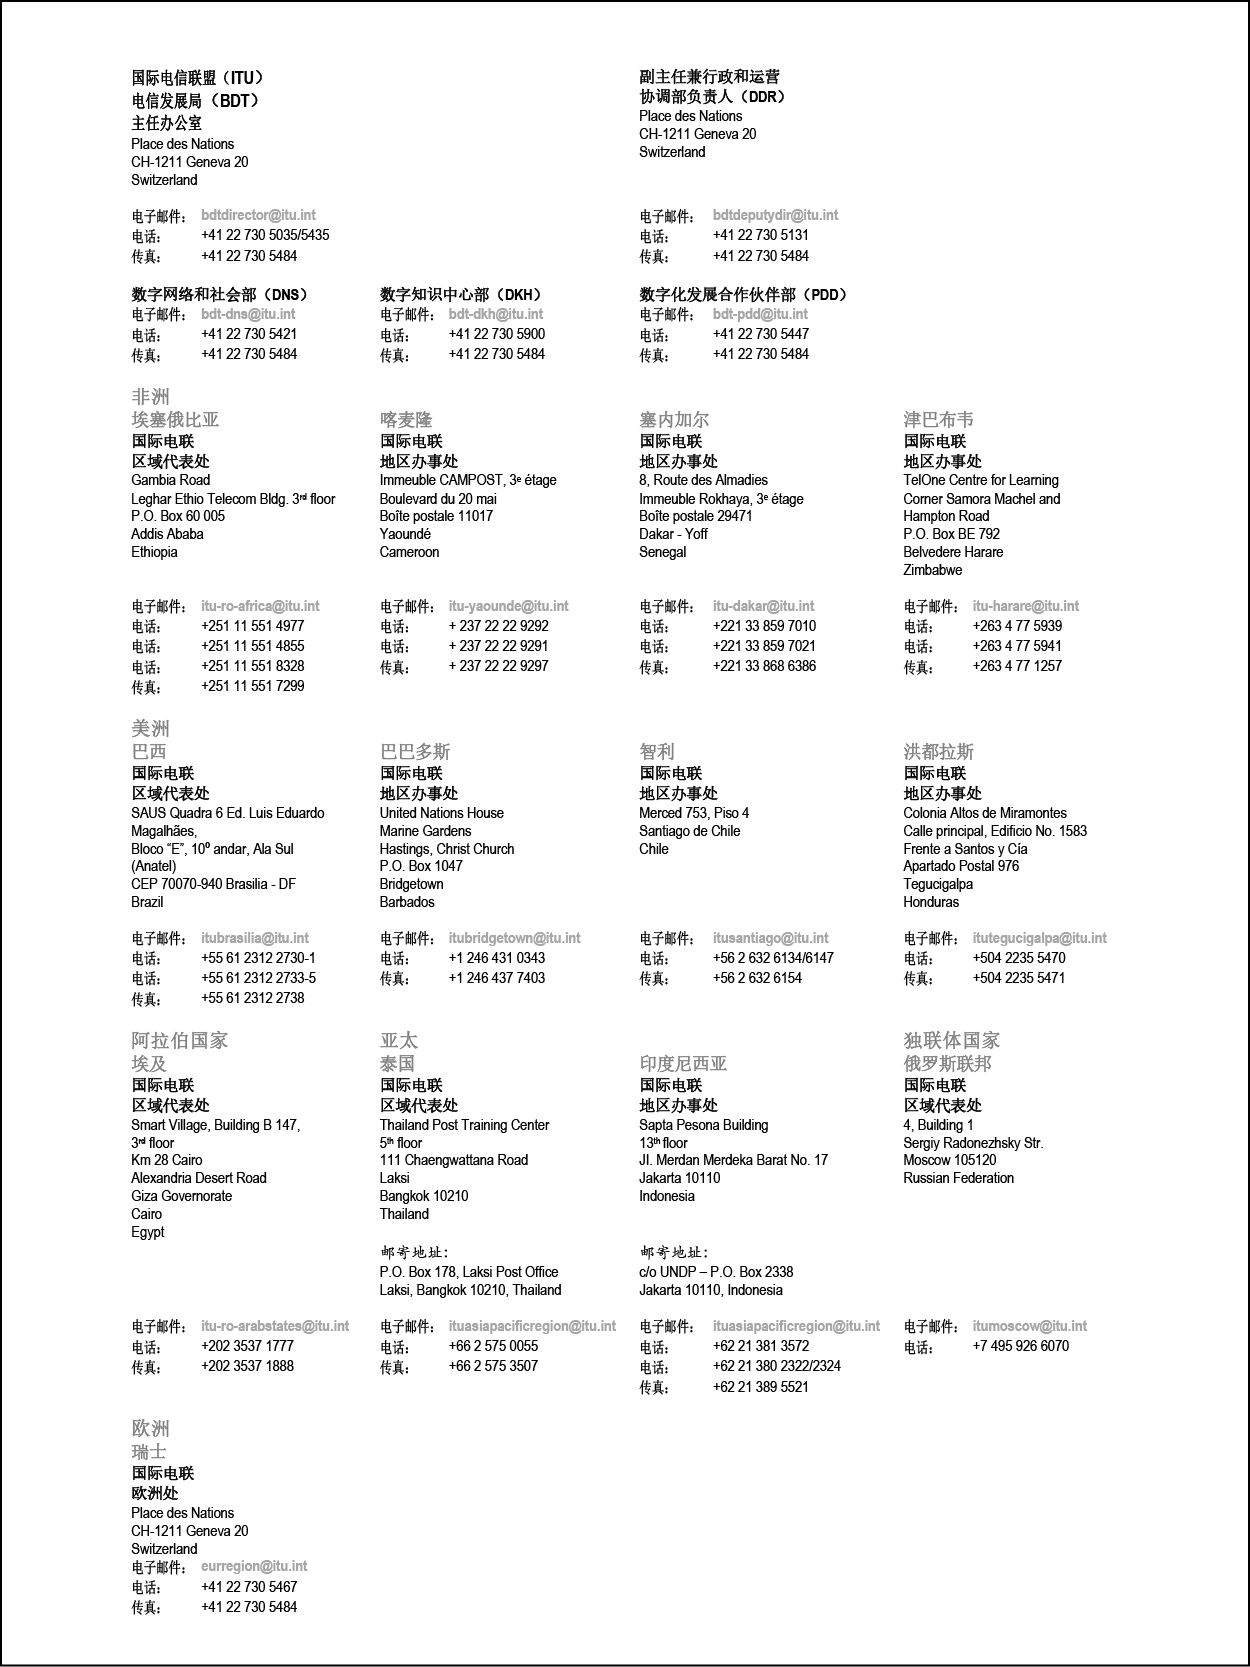 国际电信联盟（ITU）
电信发展局（BDT）
主任办公室
Place des Nations
CH-1211 Geneva 20
Switzerland
电子邮件： bdtdirector@itu.int
电话： +41 22 730 5035/5435
传真： +41 22 730 5484
副主任兼行政和运营
协调部负责人（DDR）
Place des Nations
CH-1211 Geneva 20
Switzerland
电子邮件： bdtdeputydir@itu.int
电话： +41 22 730 5131
传真： +41 22 730 5484
数字网络和社会部（DNS）
电子邮件： bdt-dns@itu.int
电话： +41 22 730 5421
传真： +41 22 730 5484
数字知识中心部（DKH）
电子邮件： bdt-dkh@itu.int
电话： +41 22 730 5900
传真： +41 22 730 5484
数字化发展合作伙伴部（PDD）
电子邮件： bdt-pdd@itu.int
电话： +41 22 730 5447
传真： +41 22 730 5484
非洲
埃塞俄比亚
国际电联
区域代表处
Gambia Road
Leghar Ethio Telecom Bldg. 3rd floor
P.O. Box 60 005
Addis Ababa
Ethiopia
电子邮件： itu-ro-africa@itu.int
电话： +251 11 551 4977
电话： +251 11 551 4855
电话： +251 11 551 8328
传真： +251 11 551 7299
喀麦隆
国际电联
地区办事处
Immeuble CAMPOST, 3e étage
Boulevard du 20 mai
Boîte postale 11017
Yaoundé
Cameroon
电子邮件： itu-yaounde@itu.int
电话： + 237 22 22 9292
电话： + 237 22 22 9291
传真： + 237 22 22 9297
塞内加尔
国际电联
地区办事处
8, Route des Almadies
Immeuble Rokhaya, 3e étage
Boîte postale 29471
Dakar - Yoff
Senegal
电子邮件： itu-dakar@itu.int
电话： +221 33 859 7010
电话： +221 33 859 7021
传真： +221 33 868 6386
津巴布韦
国际电联
地区办事处
TelOne Centre for Learning
Corner Samora Machel and
Hampton Road
P.O. Box BE 792
Belvedere Harare
Zimbabwe
电子邮件： itu-harare@itu.int
电话： +263 4 77 5939
电话： +263 4 77 5941
传真： +263 4 77 1257
美洲
巴西
国际电联
区域代表处
SAUS Quadra 6 Ed. Luis Eduardo
Magalhães,
Bloco “E”, 10º andar, Ala Sul
(Anatel)
CEP 70070-940 Brasilia - DF
Brazil
电子邮件： itubrasilia@itu.int
电话： +55 61 2312 2730-1
电话： +55 61 2312 2733-5
传真： +55 61 2312 2738
巴巴多斯
国际电联
地区办事处
United Nations House
Marine Gardens
Hastings, Christ Church
P.O. Box 1047
Bridgetown
Barbados
电子邮件： itubridgetown@itu.int
电话： +1 246 431 0343
传真： +1 246 437 7403
智利
国际电联
地区办事处
Merced 753, Piso 4
Santiago de Chile
Chile
电子邮件： itusantiago@itu.int
电话： +56 2 632 6134/6147
传真： +56 2 632 6154
洪都拉斯
国际电联
地区办事处
Colonia Altos de Miramontes
Calle principal, Edificio No. 1583
Frente a Santos y Cía
Apartado Postal 976
Tegucigalpa
Honduras
电子邮件： itutegucigalpa@itu.int
电话： +504 2235 5470
传真： +504 2235 5471
阿拉伯国家
埃及
国际电联
区域代表处
Smart Village, Building B 147,
3rd floor
Km 28 Cairo
Alexandria Desert Road
Giza Governorate
Cairo
Egypt
电子邮件： itu-ro-arabstates@itu.int
电话： +202 3537 1777
传真： +202 3537 1888
亚太
泰国
国际电联
区域代表处
Thailand Post Training Center
5th floor
111 Chaengwattana Road
Laksi
Bangkok 10210
Thailand
邮寄地址：
P.O. Box 178, Laksi Post Office
Laksi, Bangkok 10210, Thailand
电子邮件： ituasiapacificregion@itu.int
电话： +66 2 575 0055
传真： +66 2 575 3507
印度尼西亚
国际电联
地区办事处
Sapta Pesona Building
13th floor
JI. Merdan Merdeka Barat No. 17
Jakarta 10110
Indonesia
邮寄地址：
c/o UNDP – P.O. Box 2338
Jakarta 10110, Indonesia
电子邮件： ituasiapacificregion@itu.int
电话： +62 21 381 3572
电话： +62 21 380 2322/2324
传真： +62 21 389 5521
独联体国家
俄罗斯联邦
国际电联
区域代表处
4, Building 1
Sergiy Radonezhsky Str.
Moscow 105120
Russian Federation
电子邮件： itumoscow@itu.int
电话： +7 495 926 6070
欧洲
瑞士
国际电联
欧洲处
Place des Nations
CH-1211 Geneva 20
Switzerland
电子邮件： eurregion@itu.int
电话： +41 22 730 5467
传真： +41 22 730 5484